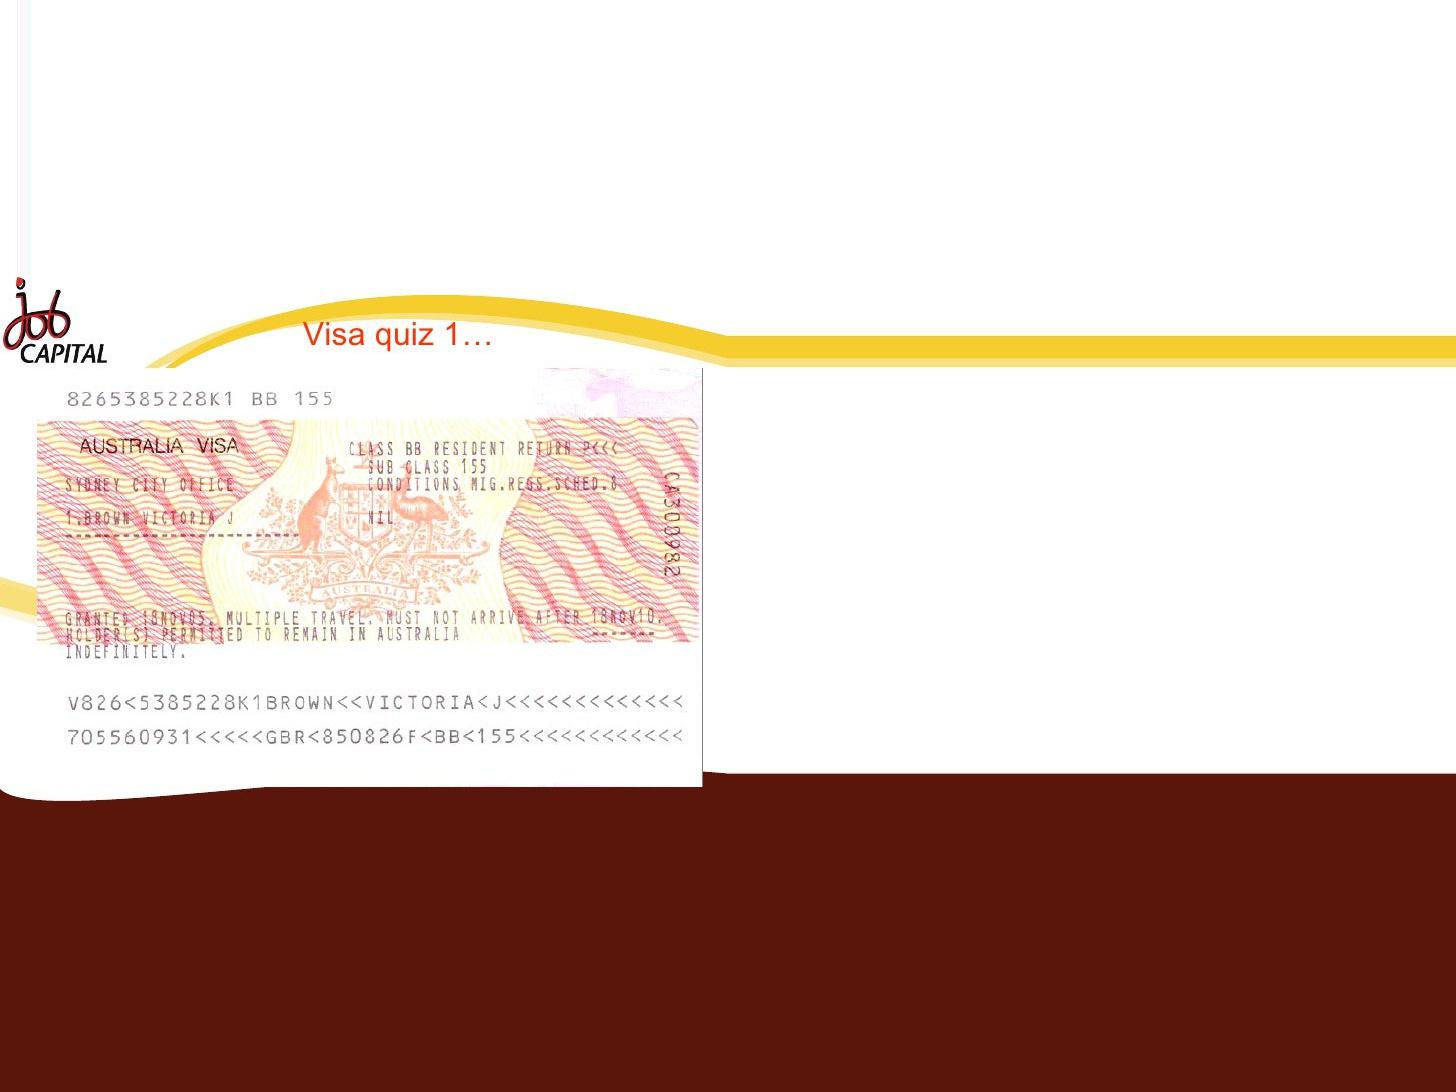 job
CAPITAL
Visa quiz 1…
8265385228K1 BB 155
AUSTRALIA VISA
CLASS BB RESIDENT RETURN P<<<
SUB CLASS 155
SYDNEY CITY OFFICE
CONDITIONS MIG.REGS.SCHED.8
1.BROWN VICTORIA J
NIL
CA300982
AUSTRALIA
GRANTED 18NOV05. MULTIPLE TRAVEL. MUST NOT ARRIVE AFTER 18NOV10.
HOLDER(S) PERMITTED TO REMAIN IN AUSTRALIA
INDEFINITELY.
V826<5385228K1BROWN<<VICTORIA<J<<<<<<<<<<<<<
705560931<<<<<GBR<850826F<BB<155<<<<<<<<<<<<